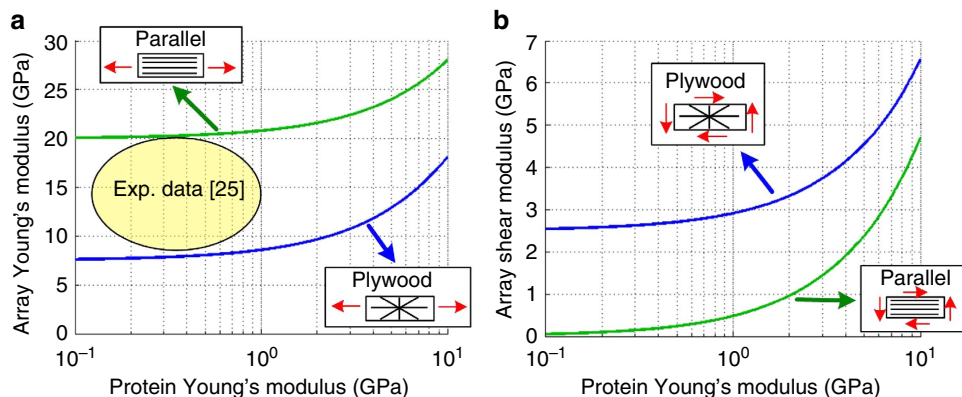 a
Array Young's modulus (GPa)
30
25
20
15
10
5
0
Parallel
Exp. data [25]
Plywood
10⁻¹
10⁰
10¹
Protein Young's modulus (GPa)
b
Array shear modulus (GPa)
7
6
5
4
3
2
1
0
Plywood
Parallel
10⁻¹
10⁰
10¹
Protein Young's modulus (GPa)